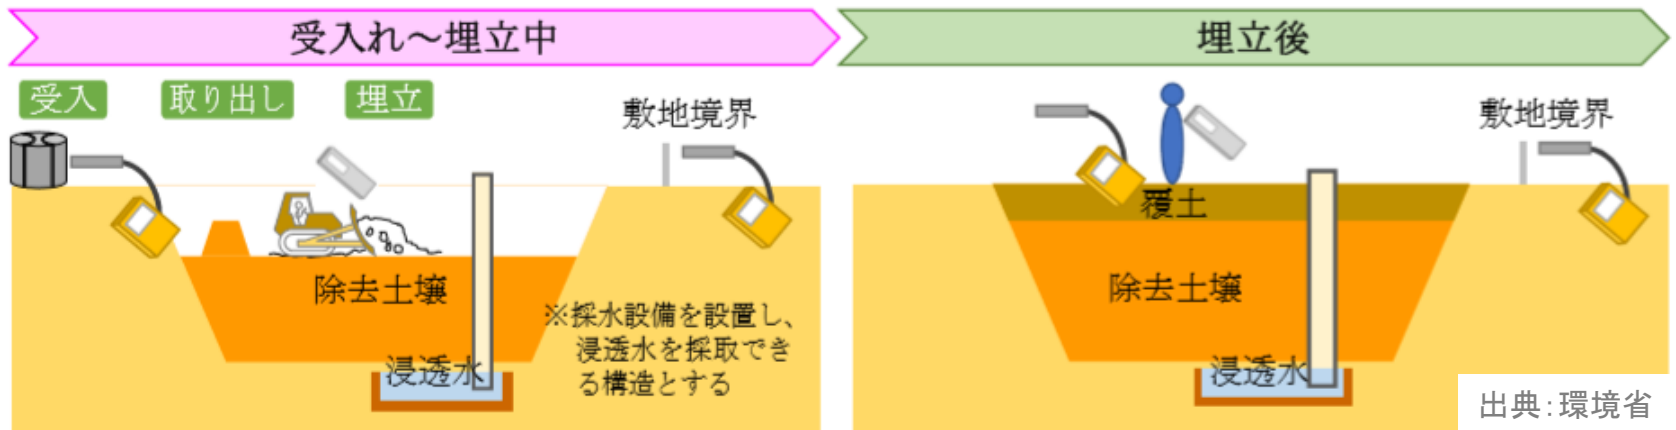 受入れ～埋立中
埋立後
受入
取り出し
埋立
敷地境界
敷地境界
覆土
除去土壌
除去土壌
※採水設備を設置し、
浸透水を採取でき
る構造とする
浸透水
浸透水
出典：環境省